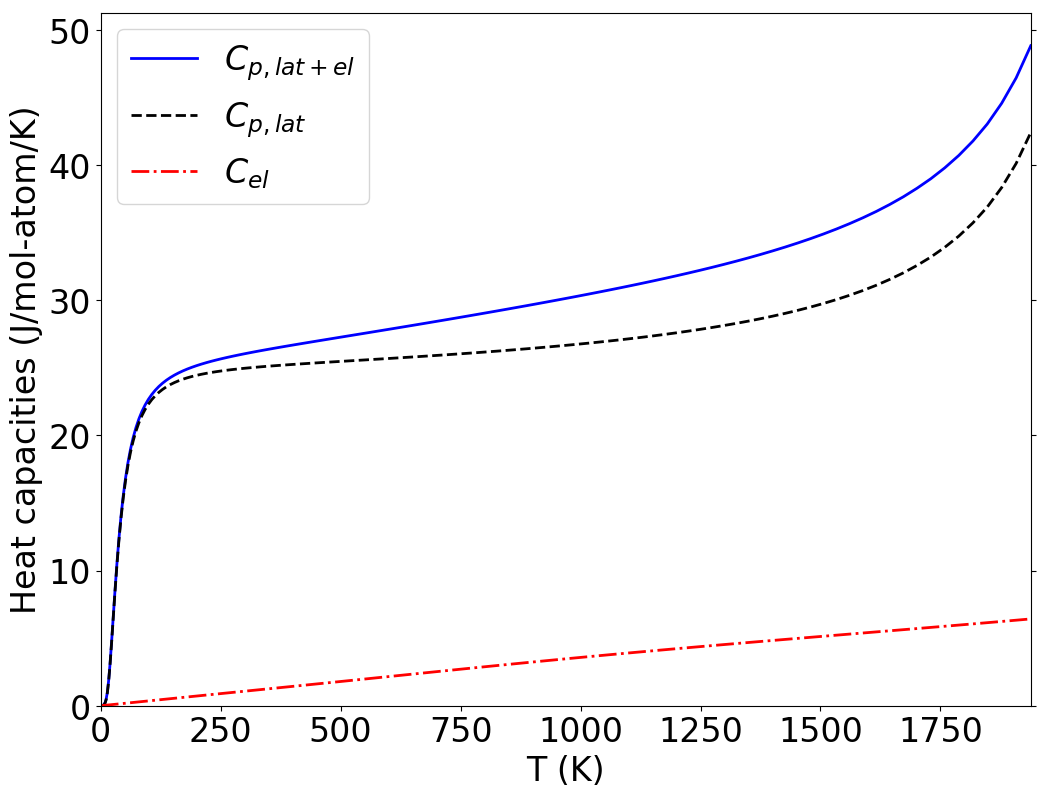 50
40
30
20
10
0
Heat capacities (J/mol-atom/K)
C_{p, lat+el}
C_{p, lat}
C_{el}
0 250 500 750 1000 1250 1500 1750
T (K)